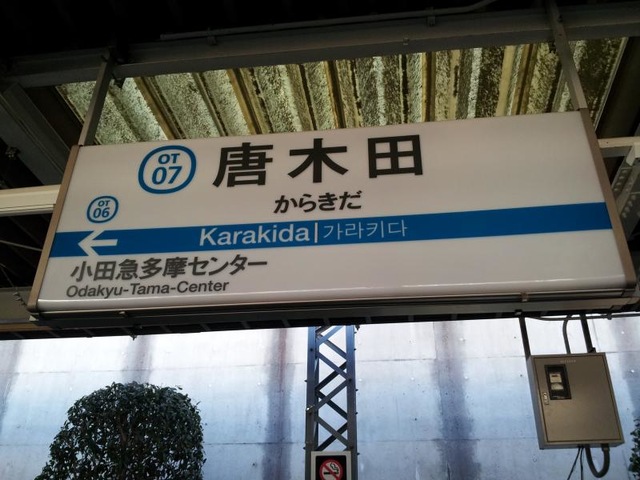 OT
07
唐木田
からきだ
OT
06
Karakida|가라키다
小田急多摩センター
Odakyu-Tama-Center